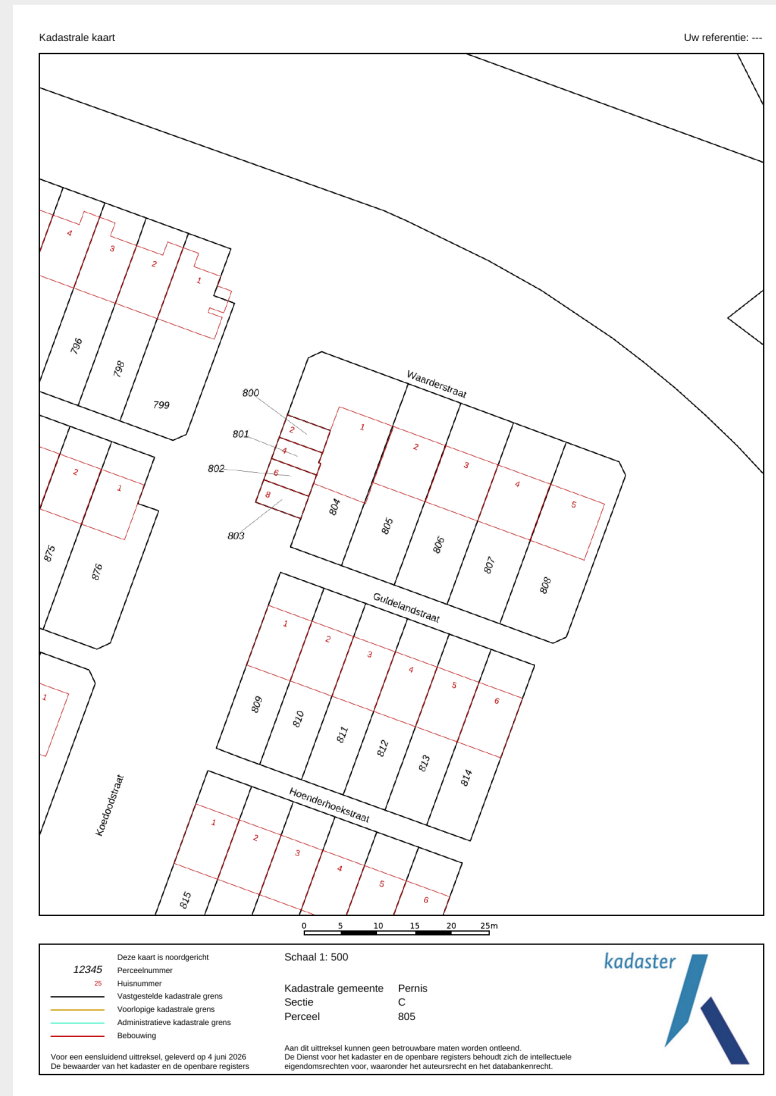 Kadastrale kaart
Uw referentie: ---
4
3
2
1
796
798
799
Waarderstraat
800
801
802
803
2
4
6
8
1
2
3
4
5
804
805
806
807
808
2
1
875
876
Guldelandstraat
1
2
3
4
5
6
809
810
811
812
813
814
1
Koedoodstraat
Hoenderhoekstraat
1
2
3
4
5
6
815
0 5 10 15 20 25m
Deze kaart is noordgericht
12345 Perceelnummer
25 Huisnummer
Vastgestelde kadastrale grens
Voorlopige kadastrale grens
Administratieve kadastrale grens
Bebouwing
Voor een eensluidend uittreksel, geleverd op 4 juni 2026
De bewaarder van het kadaster en de openbare registers
Schaal 1: 500
Kadastrale gemeente Pernis
Sectie C
Perceel 805
Aan dit uittreksel kunnen geen betrouwbare maten worden ontleend.
De Dienst voor het kadaster en de openbare registers behoudt zich de intellectuele
eigendomsrechten voor, waaronder het auteursrecht en het databankenrecht.
kadaster